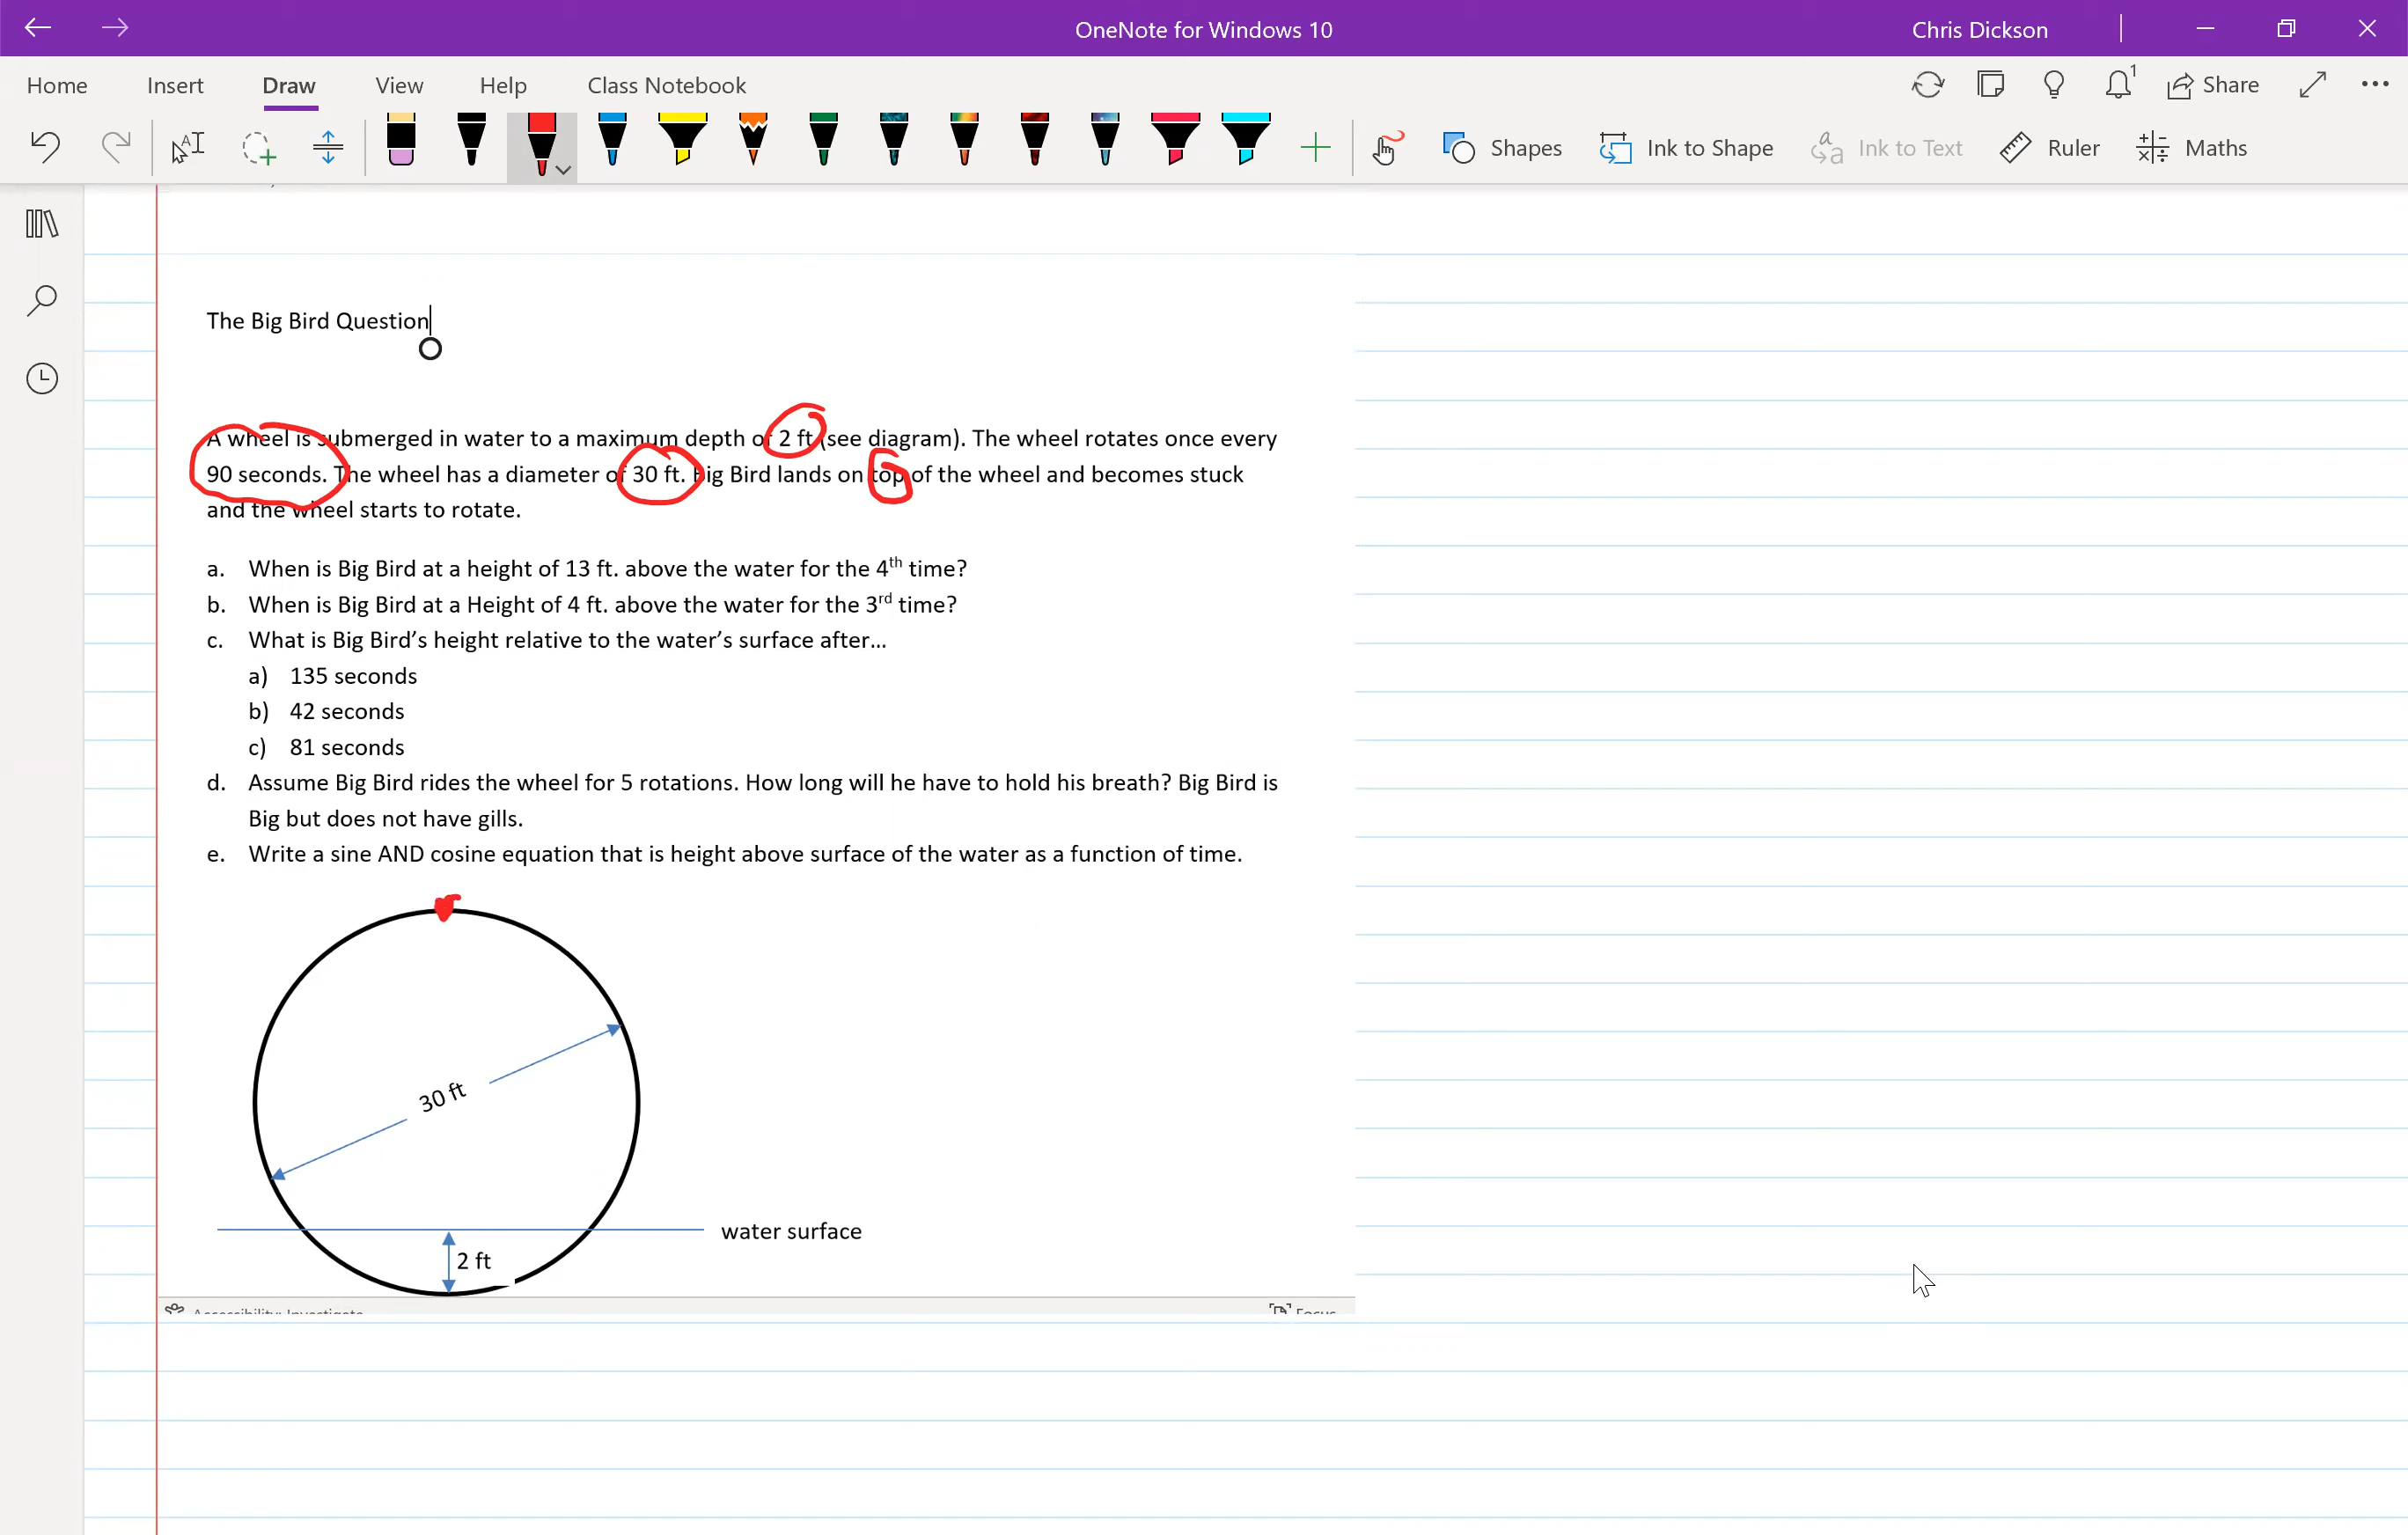 OneNote for Windows 10
Chris Dickson
Home Insert Draw View Help Class Notebook
1
Share
Shapes Ink to Shape Ink to Text Ruler Maths
The Big Bird Question
A wheel is submerged in water to a maximum depth of 2 ft (see diagram). The wheel rotates once every
90 seconds. The wheel has a diameter of 30 ft. Big Bird lands on top of the wheel and becomes stuck
and the wheel starts to rotate.
a. When is Big Bird at a height of 13 ft. above the water for the 4th time?
b. When is Big Bird at a Height of 4 ft. above the water for the 3rd time?
c. What is Big Bird's height relative to the water's surface after...
a) 135 seconds
b) 42 seconds
c) 81 seconds
d. Assume Big Bird rides the wheel for 5 rotations. How long will he have to hold his breath? Big Bird is
Big but does not have gills.
e. Write a sine AND cosine equation that is height above surface of the water as a function of time.
30 ft
water surface
2 ft
Accessibility: Investigate
Focus